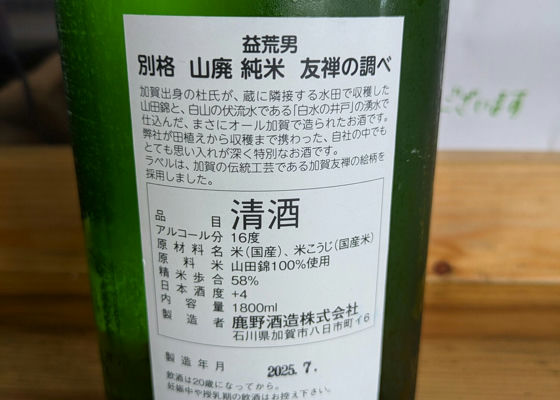 益荒男
別格 山廃 純米 友禅の調べ
加賀出身の杜氏が、蔵に隣接する水田で収穫した
山田錦と、白山の伏流水である「白水の井戸」の湧水で
仕込んだ、まさにオール加賀で造られたお酒です。
弊社が田植えから収穫まで携わった、自社の中でも
とても思い入れが深く特別なお酒です。
ラベルは、加賀の伝統工芸である加賀友禅の絵柄を
採用しました。
品目 清酒
アルコール分 16度
原材料名 米(国産)、米こうじ(国産米)
原料米 山田錦100%使用
精米歩合 58%
日本酒度 +4
内容量 1800ml
製造者 鹿野酒造株式会社
石川県加賀市八日市町イ6
製造年月 2025.7.
飲酒は20歳になってから。
妊娠中や授乳期の飲酒はお控え下さい。
ございます